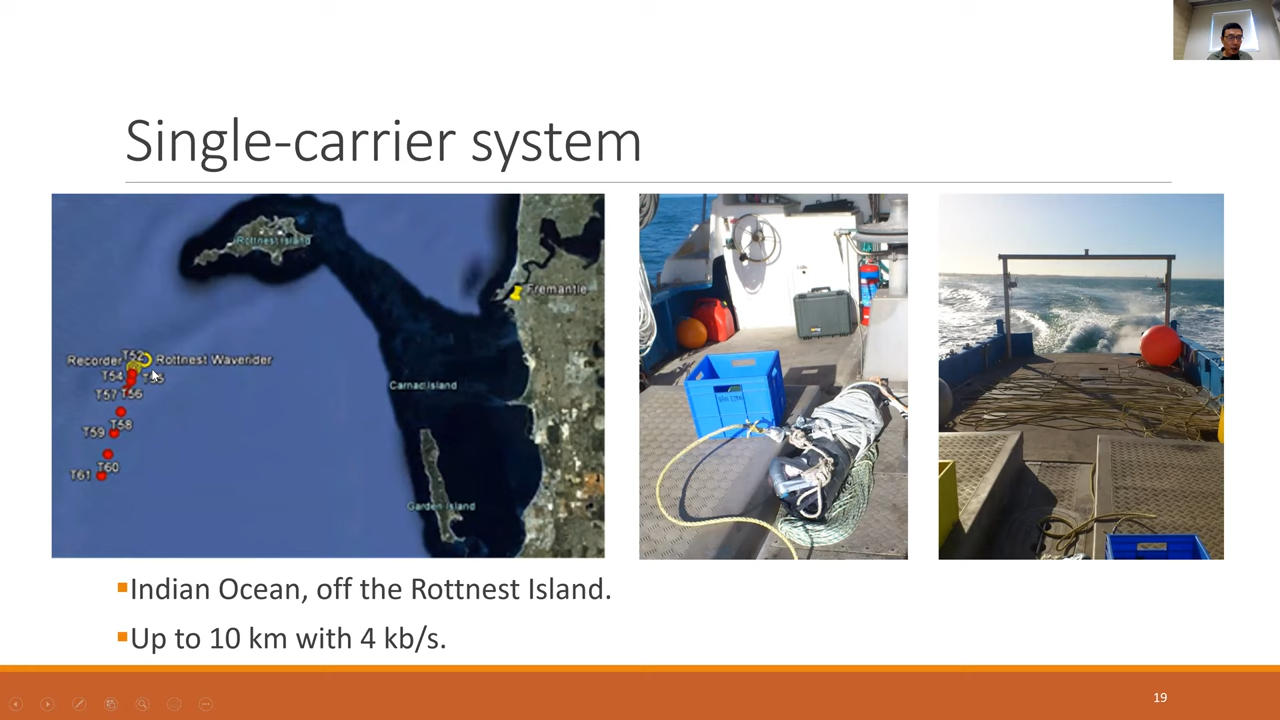 Single-carrier system
Rottnest Island
Fremantle
Recorder T52 Rottnest Waverider
T54
T57 T56
Carnac Island
T58
T59
T60
T61
Garden Island
▪Indian Ocean, off the Rottnest Island.
▪Up to 10 km with 4 kb/s.
19